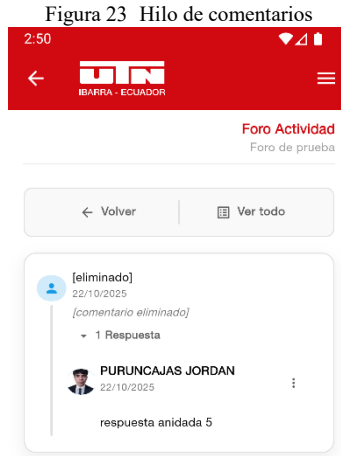 Figura 23 Hilo de comentarios
2:50
UTN
IBARRA - ECUADOR
Foro Actividad
Foro de prueba
Volver
Ver todo
[eliminado]
22/10/2025
[comentario eliminado]
1 Respuesta
PURUNCAJAS JORDAN
22/10/2025
respuesta anidada 5